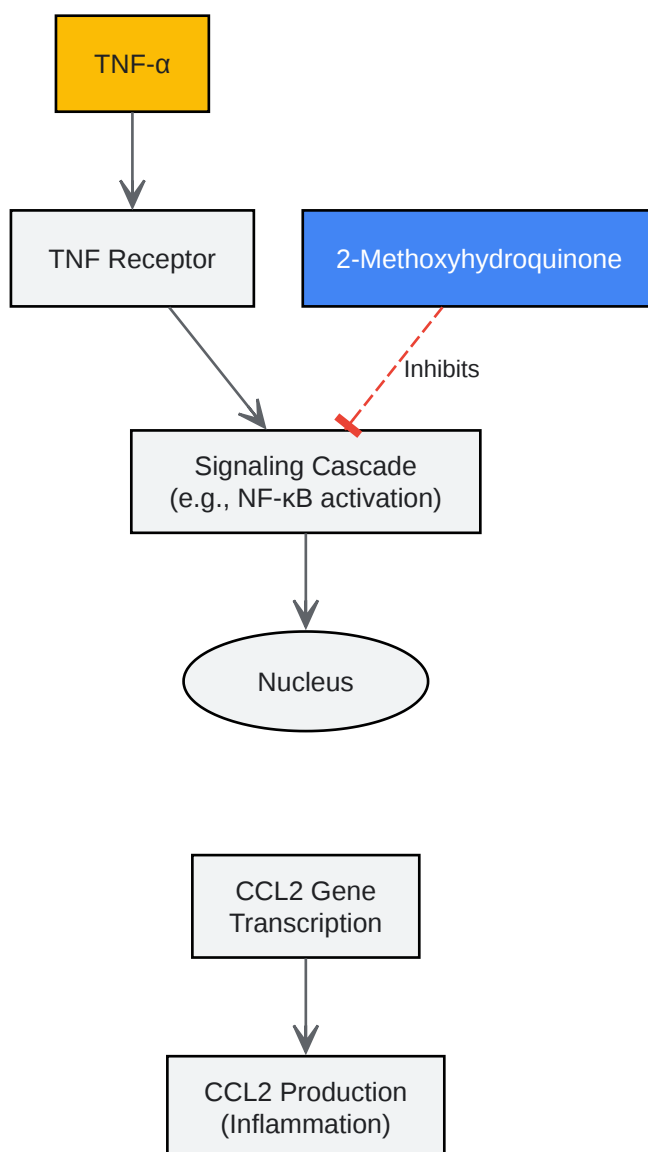 TNF-α
TNF Receptor
2-Methoxyhydroquinone
Inhibits
Signaling Cascade
(e.g., NF-κB activation)
Nucleus
CCL2 Gene
Transcription
CCL2 Production
(Inflammation)